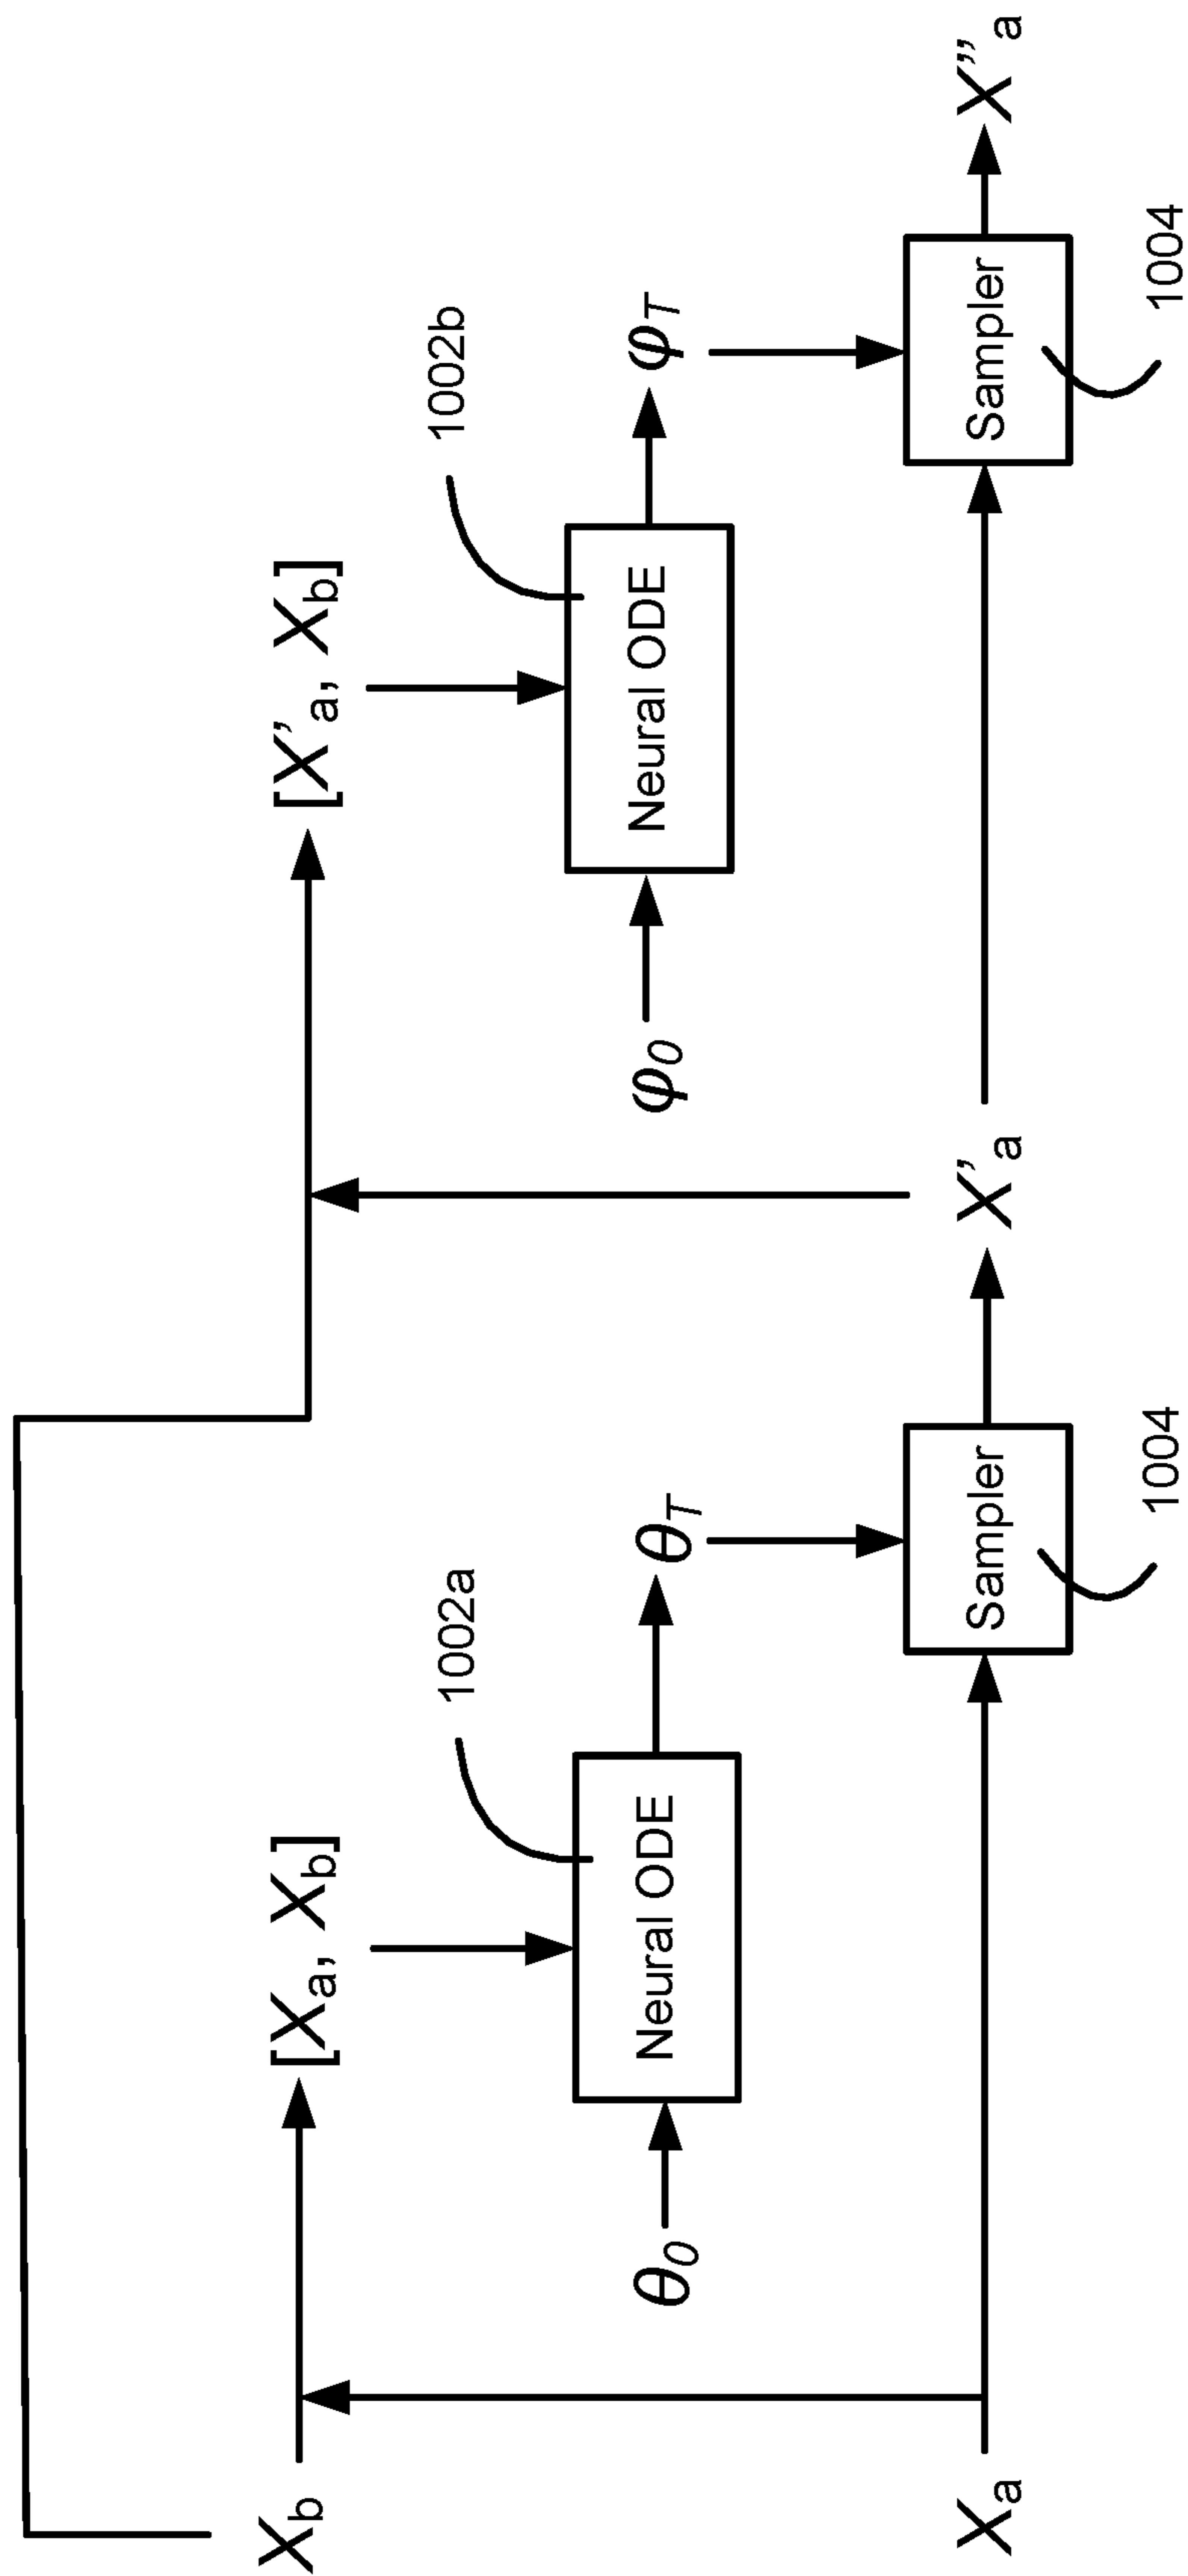 X_b
[X_a, X_b]
[X'_a, X_b]
1002a
1002b
θ_0
Neural ODE
θ_T
φ_0
Neural ODE
φ_T
X_a
Sampler
X'_a
Sampler
X''_a
1004
1004